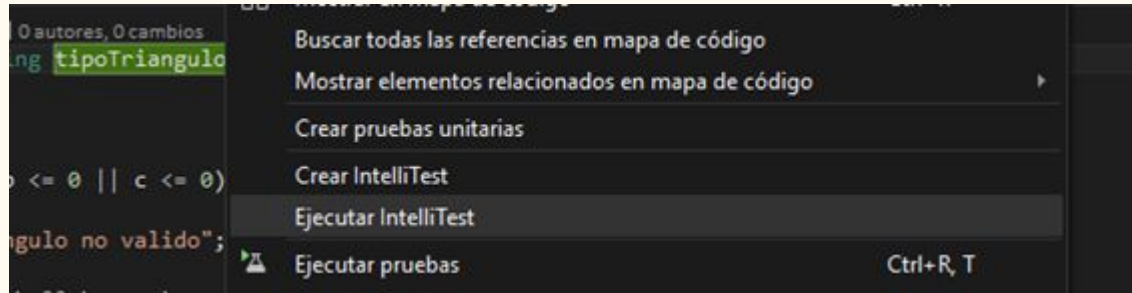 0 autores, 0 cambios
ng tipoTriangulo
Buscar todas las referencias en mapa de código
Mostrar elementos relacionados en mapa de código
Crear pruebas unitarias
<= 0 || c <= 0)
Crear IntelliTest
Ejecutar IntelliTest
ngulo no valido";
Ejecutar pruebas Ctrl+R, T